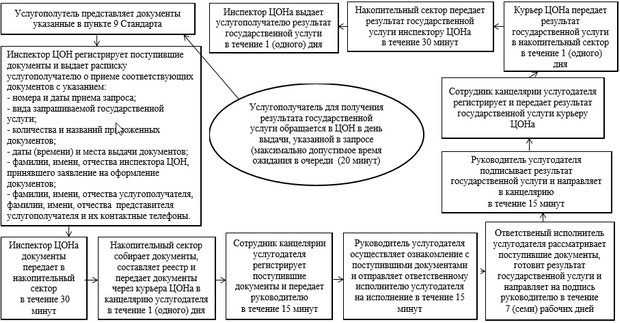 Услугополуčатель представляет документы
указанные в пункте 9 Стандарта
Инспектор ЦОН регистрирует поступившие
документы и выдает расписку
услугополучателю о приеме соответствующих
документов с указанием:
- номера и даты приема запроса;
- вида запрашиваемой государственной
услуги;
- количества и названий приложенных
документов;
- даты (времени) и места выдачи документов;
- фамилии, имени, отчества инспектора ЦОН,
принявшего заявление на оформление
документов;
- фамилии, имени, отчества услугополучателя,
фамилии, имени, отчества представителя
услугополучателя и их контактные телефоны.
Инспектор ЦОНа
документы
передает в
накопительный
сектор
в течение 30
минут
Накопительный сектор
собирает документы,
составляет реестр и
передает документы
через курьера ЦОНа в
канцелярию услугодателя
в течение 1 (одного) дня
Сотрудник канцелярии
услугодателя
регистрирует
поступившие
документы и передает
руководителю
в течение 15 минут
Руководитель услугодателя
осуществляет ознакомление с
поступившими документами
и отправляет ответственному
исполнителю услугодателя
на исполнение в течение 15
минут
Ответственый исполнитель
услугодателя рассматривает
поступившие документы,
готовит результат
государственной услуги и
направляет на подпись
руководителю в течение
7 (семи) рабочих дней
Руководитель услугодателя
подписывает результат
государственной услуги и направляет
в канцелярию
в течение 15 минут
Сотрудник канцелярии услугодателя
регистрирует и передает результат
государственной услуги курьеру
ЦОНа
Курьер ЦОНа передает
результат
государственной услуги
в накопительный сектор
в течение 1 (одного)
дня
Накопительный сектор передает
результат государственной
услуги инспектору ЦОНа
в течение 30 минут
Инспектор ЦОНа выдает
услугополучателю результат
государственной услуги
в течение 1 (одного) дня
Услугополучатель для получения
результата государственной
услуги обращается в ЦОН в день
выдачи, указанной в запросе
(максимально допустимое время
ожидания в очереди (20 минут)